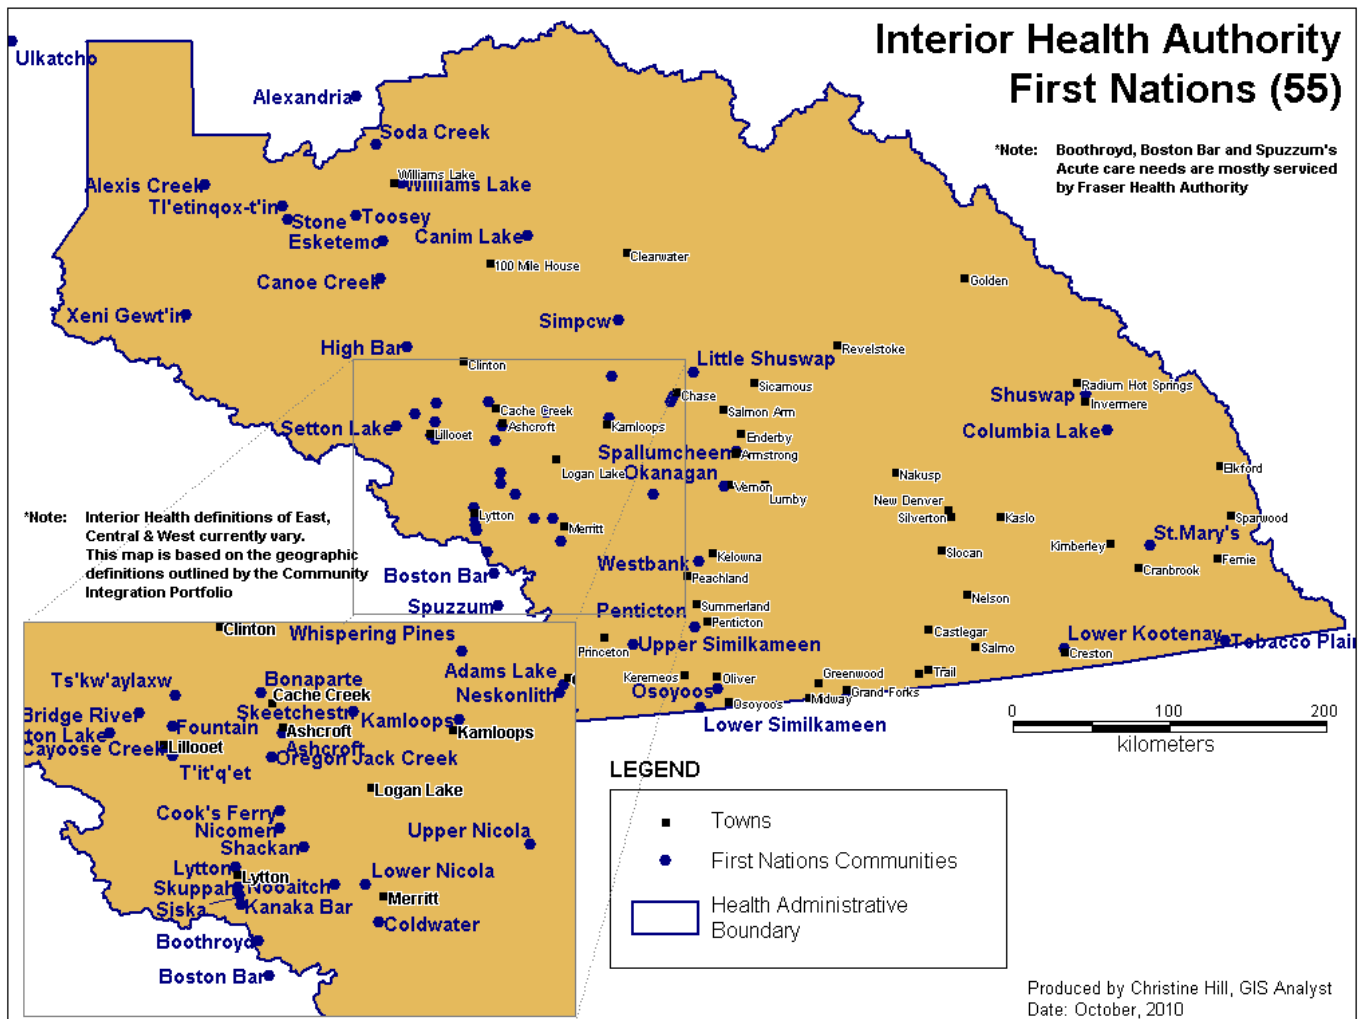 Interior Health Authority
First Nations (55)
*Note: Boothroyd, Boston Bar and Spuzzum's
Acute care needs are mostly serviced
by Fraser Health Authority
Ulkatcho
Alexandria
Soda Creek
Williams Lake
Williams Lake
Alexis Creek
Tl'etinqox-t'in
Stone
Toosey
Esketemc
Canim Lake
Clearwater
100 Mile House
Canoe Creek
Golden
Xeni Gewt'in
Simpcw
High Bar
Clinton
Little Shuswap
Revelstoke
Chase
Sicamous
Radium Hot Springs
Shuswap
Invermere
Cache Creek
Salmon Arm
Setton Lake
Lillooet
Ashcroft
Kamloops
Enderby
Columbia Lake
Spallumcheen
Armstrong
Logan Lake
Okanagan
Vernon
Lumby
Nakusp
Elkford
New Denver
Silverton
Kaslo
Sparwood
Lytton
Merritt
St.Mary's
Kimberley
Slocan
Fernie
Cranbrook
Kelowna
Westbank
Peachland
Boston Bar
Spuzzum
*Note: Interior Health definitions of East,
Central & West currently vary.
This map is based on the geographic
definitions outlined by the Community
Integration Portfolio
Nelson
Penticton
Summerland
Penticton
Castlegar
Lower Kootenay
Tobacco Plain
Princeton
Upper Similkameen
Salmo
Creston
Keremeos
Oliver
Greenwood
Trail
Osoyoos
Osoyoos
Midway
Grand Forks
Lower Similkameen
Clinton
Whispering Pines
Adams Lake
Ts'kw'aylaxw
Bonaparte
Neskonlith
Cache Creek
Bridge River
Skeetchestn
Kamloops
Fountain
Ashcroft
Kamloops
ton Lake
Cayoose Creek
Lillooet
Ashcroft
T'it'q'et
Oregon Jack Creek
Logan Lake
Cook's Ferry
Nicomen
Upper Nicola
Shackan
Lytton
Lytton
Lower Nicola
Skuppah
Nooaitch
Merritt
Siska
Kanaka Bar
Coldwater
Boothroyd
Boston Bar
0 100 200
kilometers
LEGEND
Towns
First Nations Communities
Health Administrative
Boundary
Produced by Christine Hill, GIS Analyst
Date: October, 2010